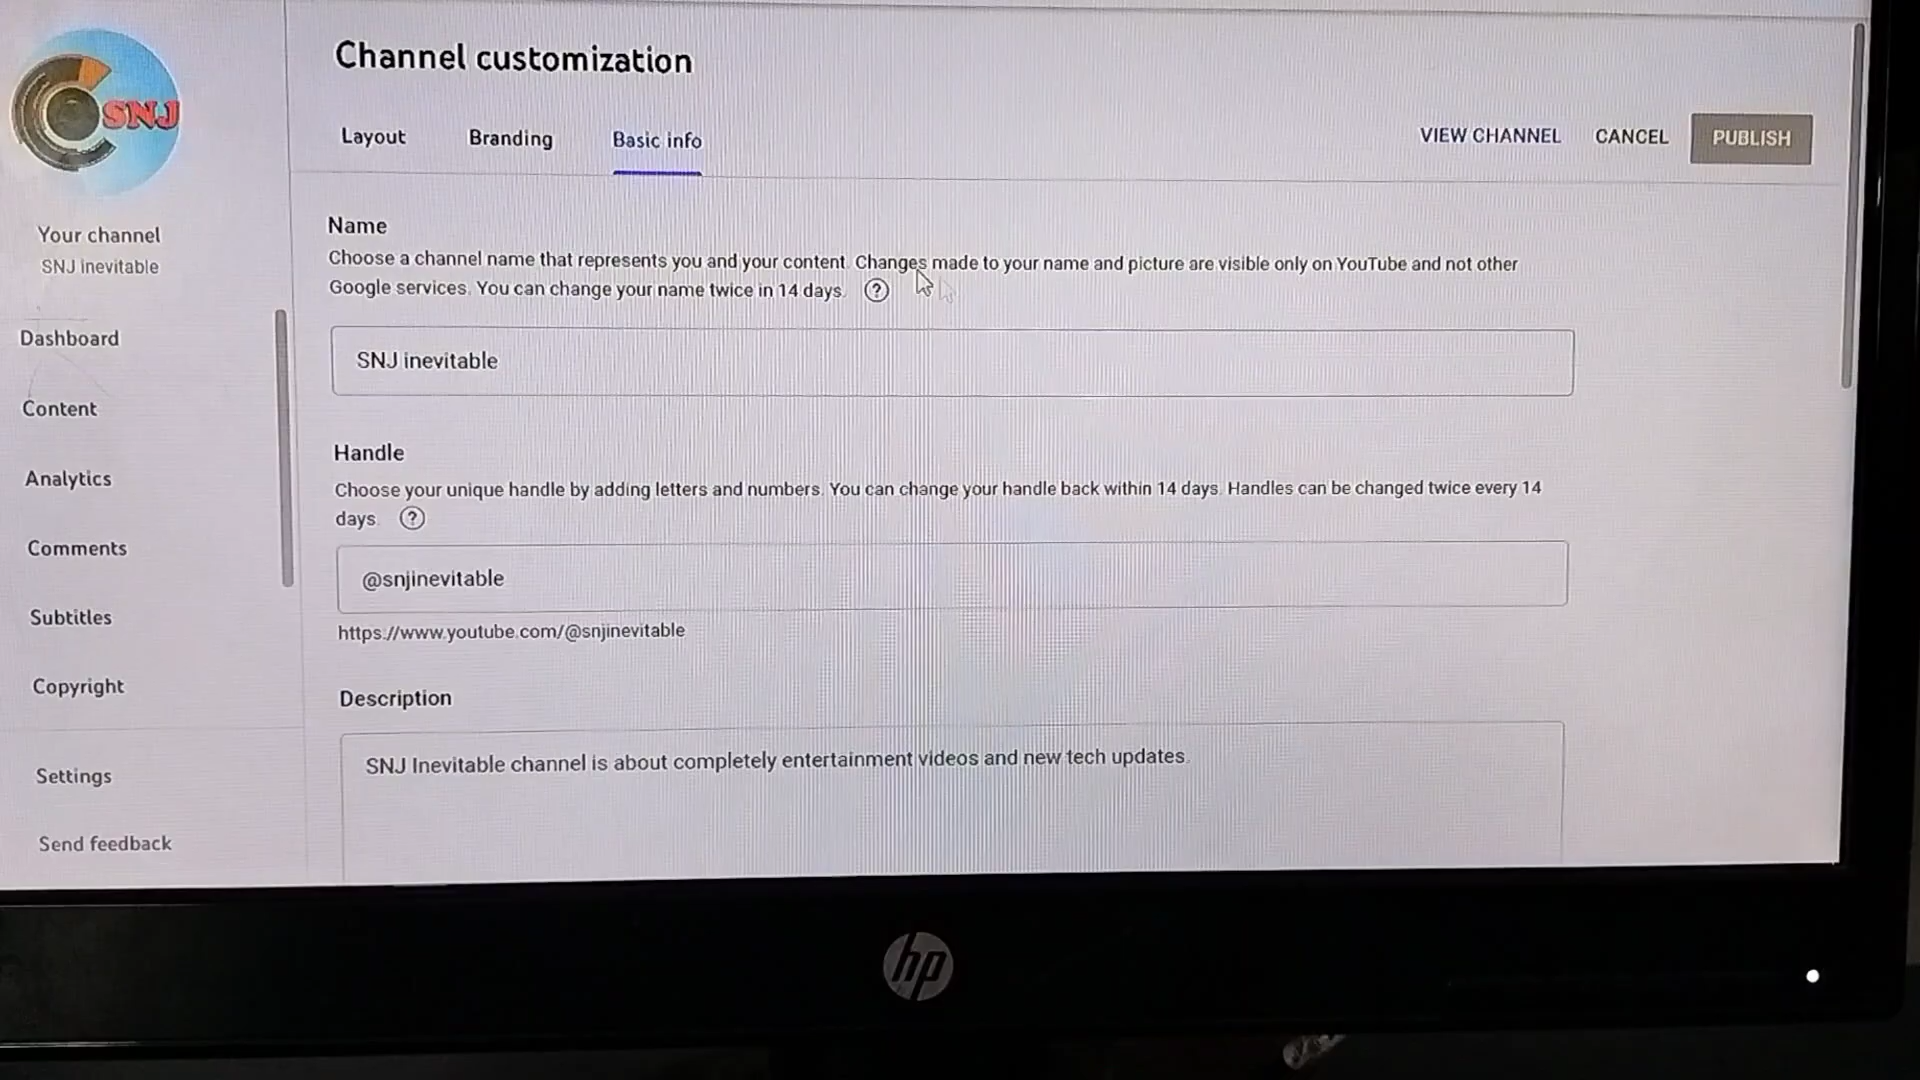 SNJ
Channel customization
Layout
Branding
Basic info
VIEW CHANNEL
CANCEL
PUBLISH
Your channel
SNJ inevitable
Dashboard
Content
Analytics
Comments
Subtitles
Copyright
Settings
Send feedback
Name
Choose a channel name that represents you and your content. Changes made to your name and picture are visible only on YouTube and not other
Google services. You can change your name twice in 14 days.
SNJ inevitable
Handle
Choose your unique handle by adding letters and numbers. You can change your handle back within 14 days. Handles can be changed twice every 14
days.
@snjinevitable
https://www.youtube.com/@snjinevitable
Description
SNJ Inevitable channel is about completely entertainment videos and new tech updates.
hp